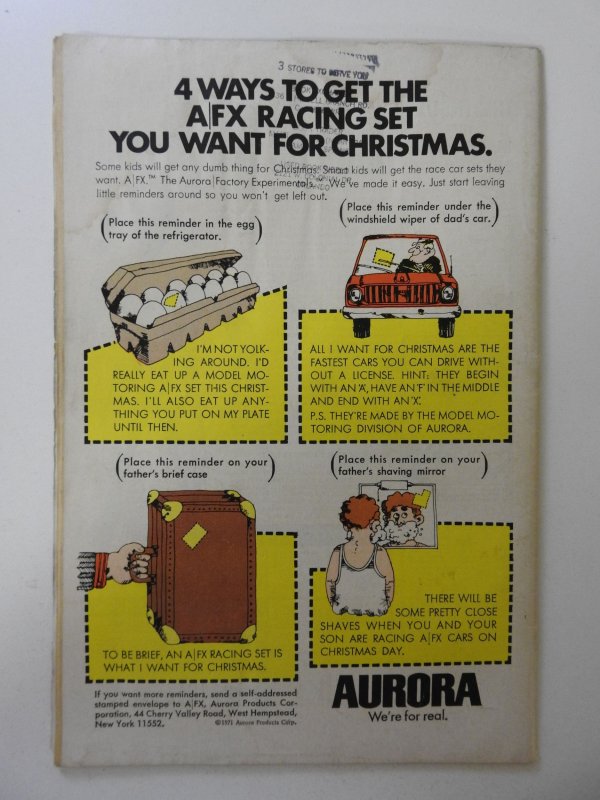 3 STORES TO SERVE YOU
4 WAYS TO GET THE
A|FX RACING SET
YOU WANT FOR CHRISTMAS.
Some kids will get any dumb thing for Christmas. Smart kids will get the race car sets they
want. A|FX.™ The Aurora Factory Experimentals. We've made it easy. Just start leaving
little reminders around so you won't get left out.
(Place this reminder in the egg
tray of the refrigerator.)
I'M NOT YOLK-
ING AROUND. I'D
REALLY EAT UP A MODEL MO-
TORING A|FX SET THIS CHRIST-
MAS. I'LL ALSO EAT UP ANY-
THING YOU PUT ON MY PLATE
UNTIL THEN.
(Place this reminder under the
windshield wiper of dad's car.)
ALL I WANT FOR CHRISTMAS ARE THE
FASTEST CARS YOU CAN DRIVE WITH-
OUT A LICENSE. HINT: THEY BEGIN
WITH AN 'A', HAVE AN 'F' IN THE MIDDLE
AND END WITH AN 'X'.
P.S. THEY'RE MADE BY THE MODEL MO-
TORING DIVISION OF AURORA.
(Place this reminder on your
father's brief case)
TO BE BRIEF, AN A|FX RACING SET IS
WHAT I WANT FOR CHRISTMAS.
(Place this reminder on your
father's shaving mirror)
THERE WILL BE
SOME PRETTY CLOSE
SHAVES WHEN YOU AND YOUR
SON ARE RACING A|FX CARS ON
CHRISTMAS DAY.
If you want more reminders, send a self-addressed
stamped envelope to A|FX, Aurora Products Cor-
poration, 44 Cherry Valley Road, West Hempstead,
New York 11552.
©1971 Aurora Products Corp.
AURORA
We're for real.